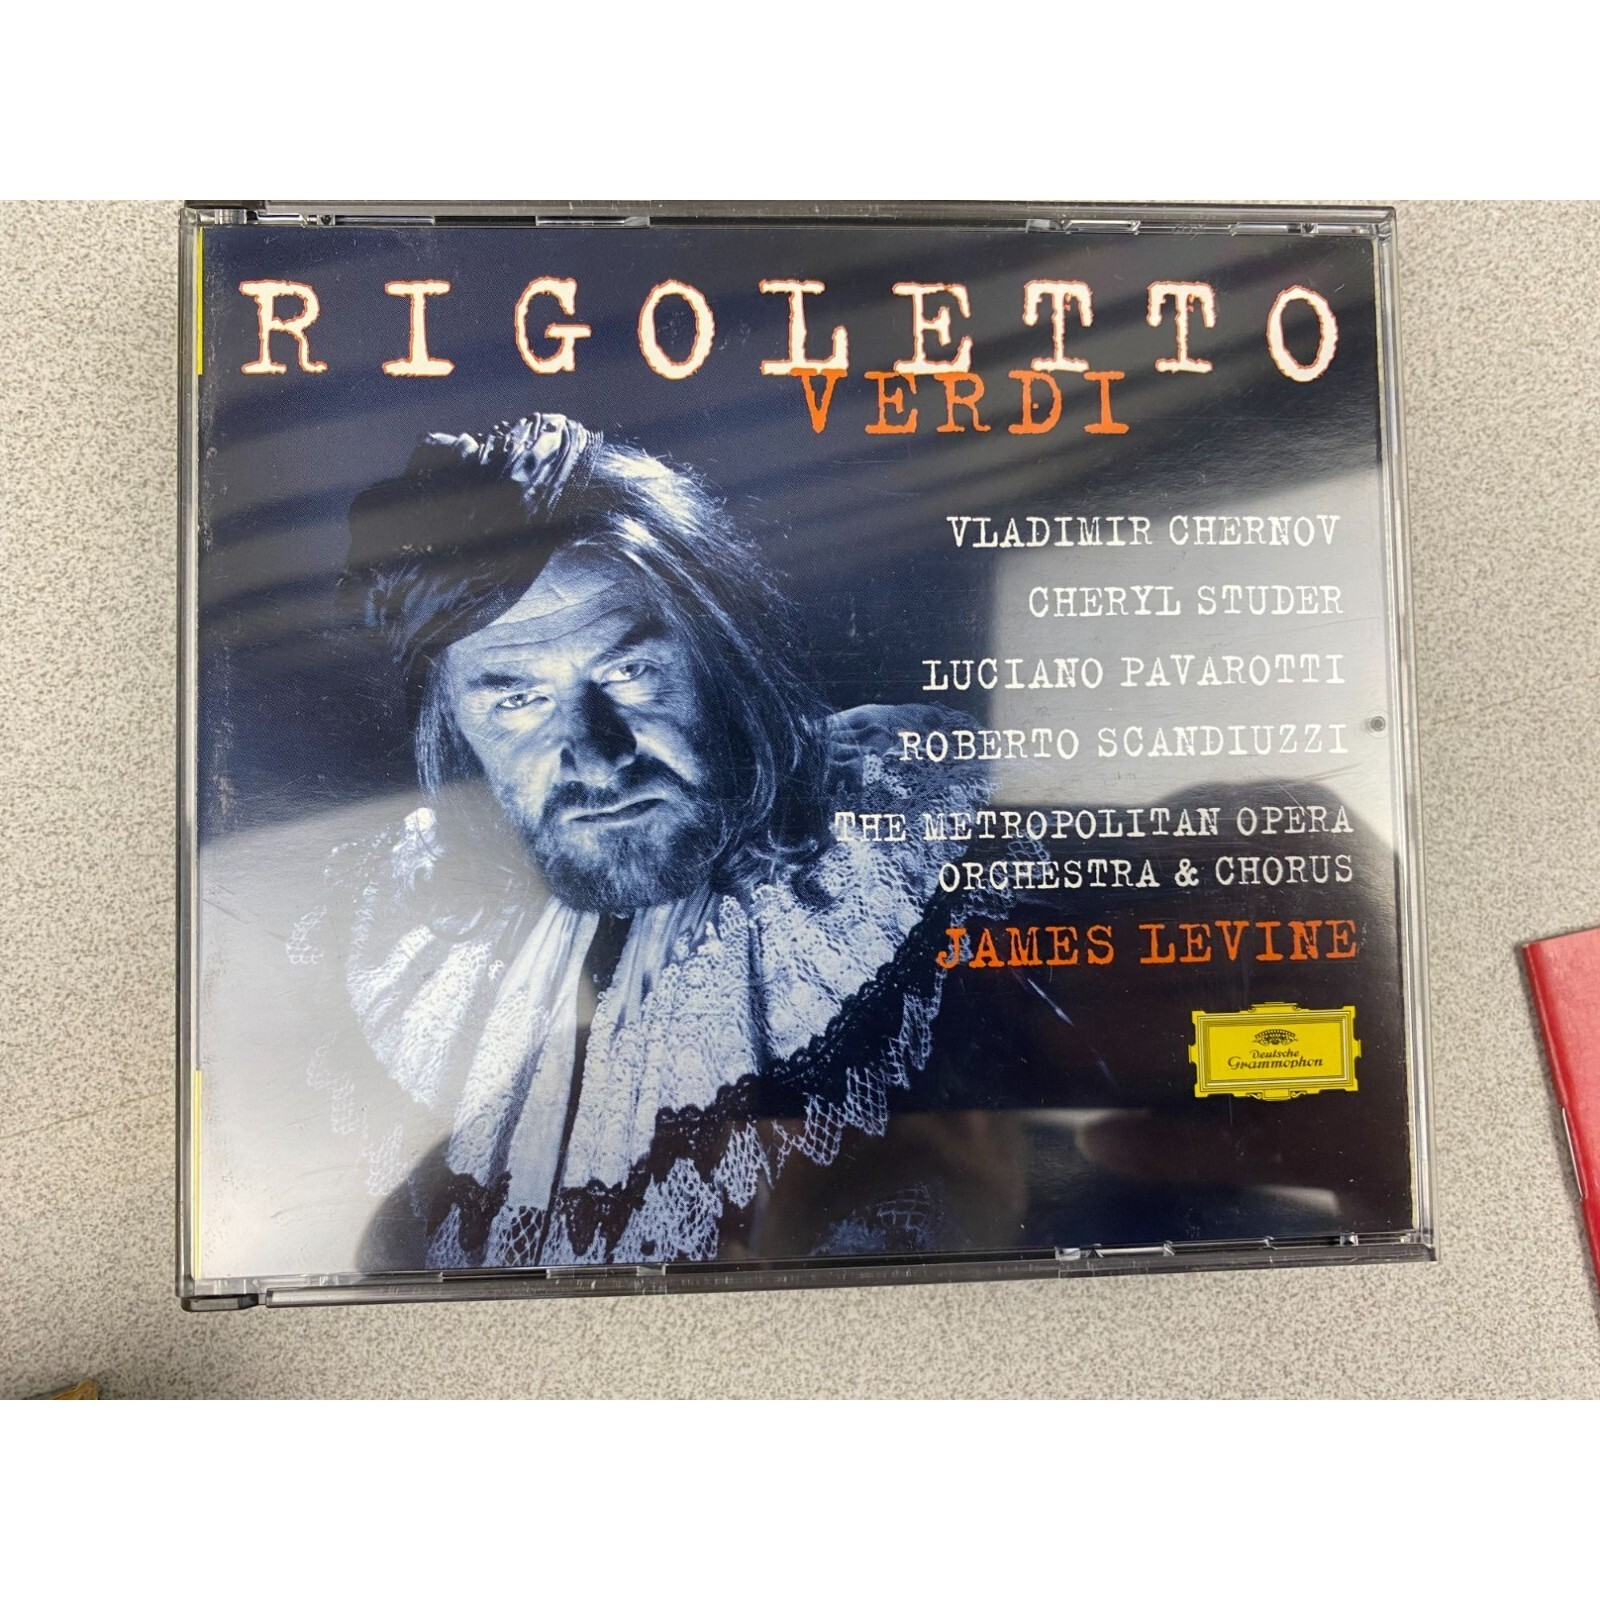 RIGOLETTO
VERDI
VLADIMIR CHERNOV
CHERYL STUDER
LUCIANO PAVAROTTI
ROBERTO SCANDIUZZI
THE METROPOLITAN OPERA
ORCHESTRA & CHORUS
JAMES LEVINE
Deutsche
Grammophon